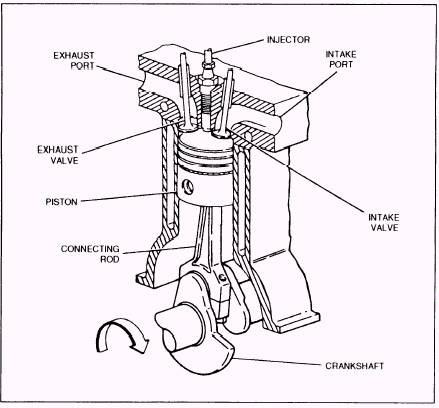 INJECTOR
EXHAUST
PORT
INTAKE
PORT
EXHAUST
VALVE
PISTON
INTAKE
VALVE
CONNECTING
ROD
CRANKSHAFT